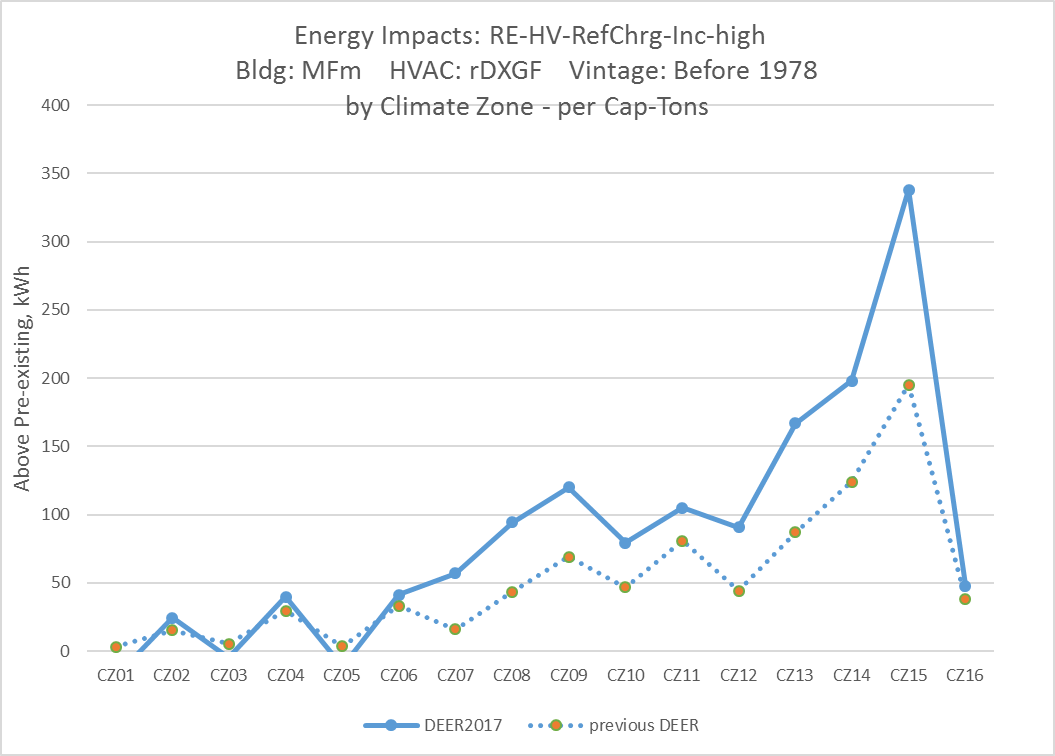 Energy Impacts: RE-HV-RefChrg-Inc-high
Bldg: MFm HVAC: rDXGF Vintage: Before 1978
by Climate Zone - per Cap-Tons
400
350
300
250
200
150
100
50
0
Above Pre-existing, kWh
CZ01 CZ02 CZ03 CZ04 CZ05 CZ06 CZ07 CZ08 CZ09 CZ10 CZ11 CZ12 CZ13 CZ14 CZ15 CZ16
DEER2017 previous DEER